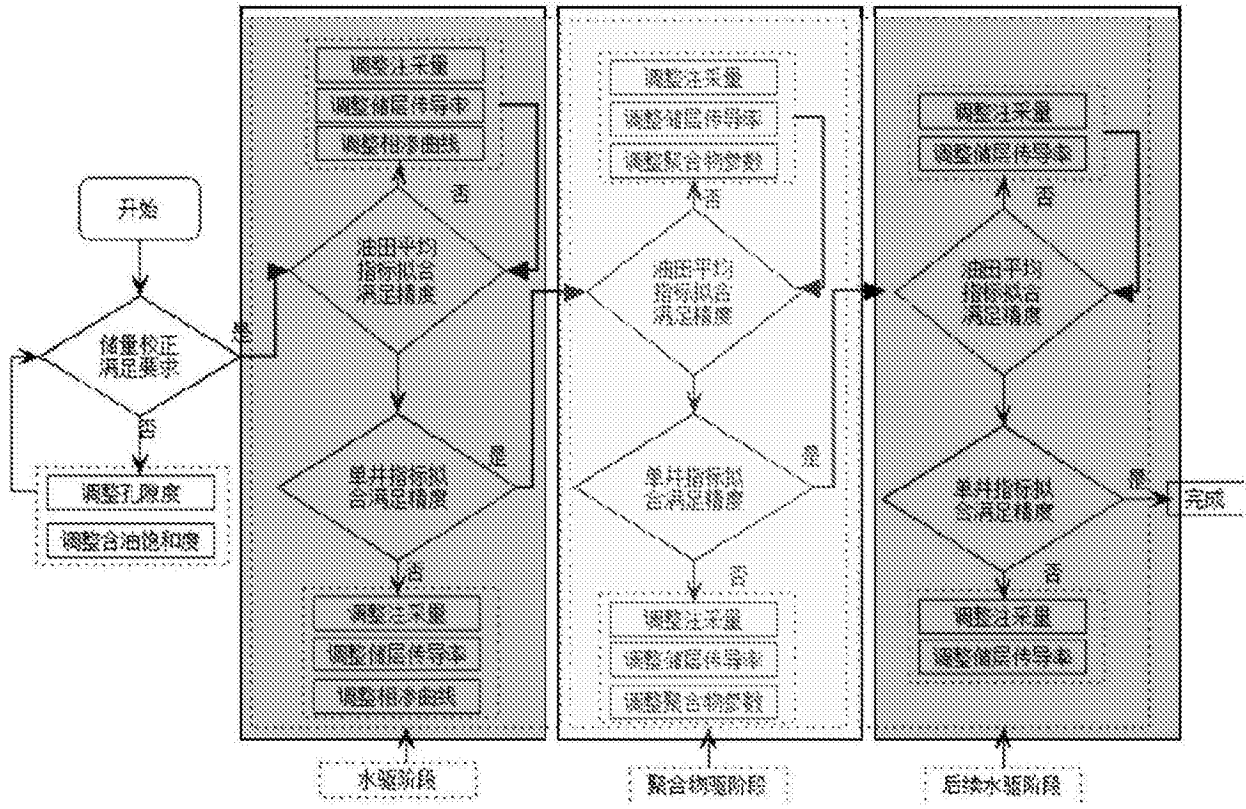 开始
储量校正
满足要求
是
否
调整孔隙度
调整含油饱和度
调整注采量
调整储层传导率
调整相渗曲线
否
油田平均
指标拟合
满足精度
单井指标拟
合满足精度
是
否
调整注采量
调整储层传导率
调整相渗曲线
水驱阶段
调整注采量
调整储层传导率
调整聚合物参数
否
油田平均
指标拟合
满足精度
单井指标拟
合满足精度
是
否
调整注采量
调整储层传导率
调整聚合物参数
聚合物驱阶段
调整注采量
调整储层传导率
否
油田平均
指标拟合
满足精度
单井指标拟
合满足精度
是
否
调整注采量
调整储层传导率
后续水驱阶段
完成